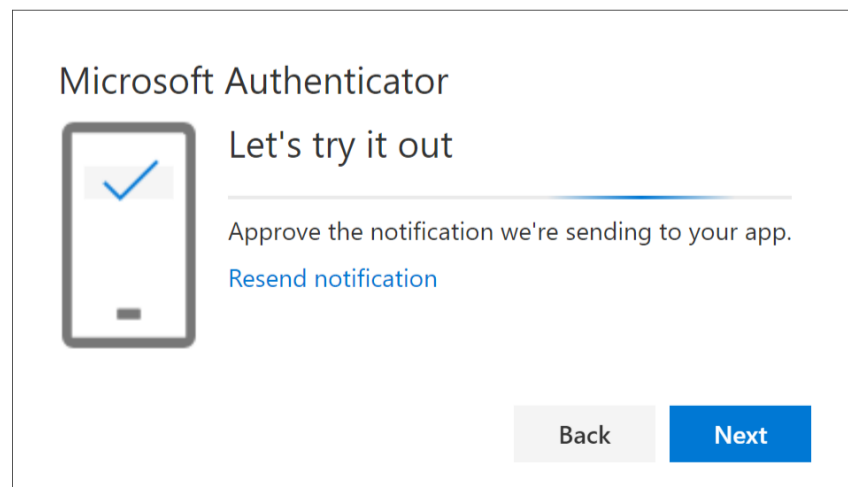 Microsoft Authenticator
Let's try it out
Approve the notification we're sending to your app.
Resend notification
Back
Next